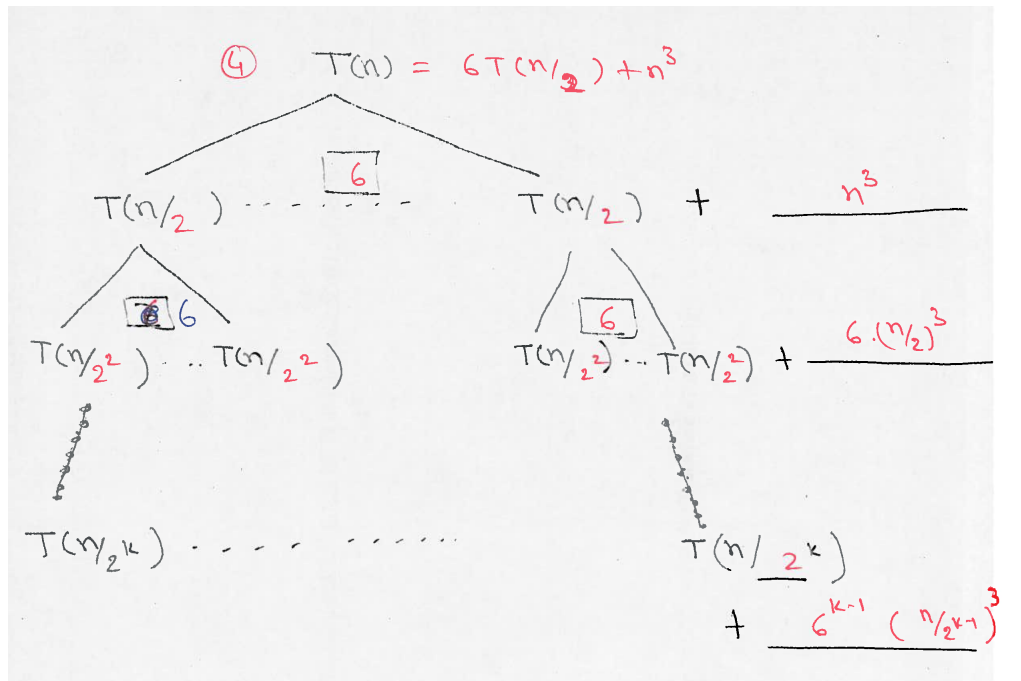 ④ T(n) = 6T(n/2) + n³
6
T(n/2) ......... T(n/2) + n³
6 6
T(n/2²) ... T(n/2²) T(n/2²) ... T(n/2²) + 6.(n/2)³
T(n/2ᵏ) ........... T(n/2ᵏ)
+ 6ᵏ⁻¹ (n/2ᵏ⁻¹)³